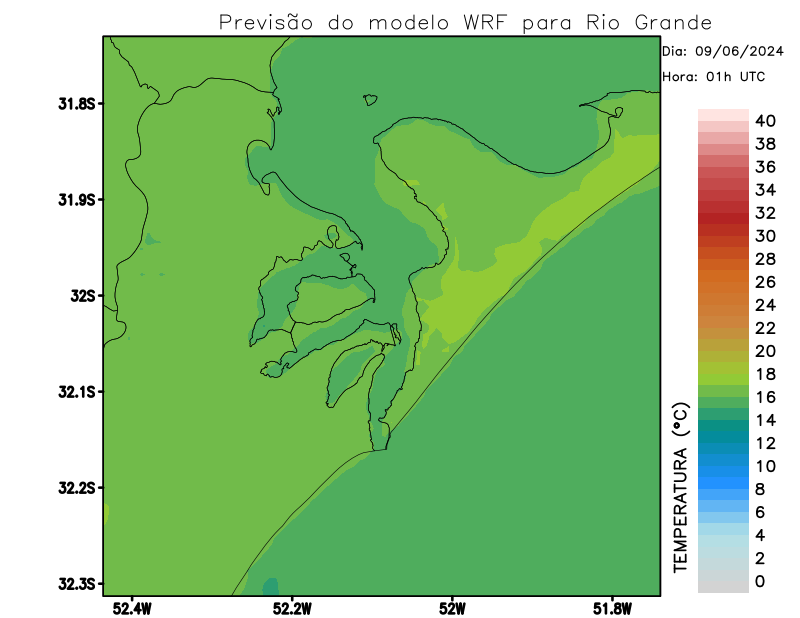 Previsão do modelo WRF para Rio Grande
Dia: 09/06/2024
Hora: 01h UTC
31.8S
31.9S
32S
32.1S
32.2S
32.3S
52.4W
52.2W
52W
51.8W
TEMPERATURA (°C)
40
38
36
34
32
30
28
26
24
22
20
18
16
14
12
10
8
6
4
2
0